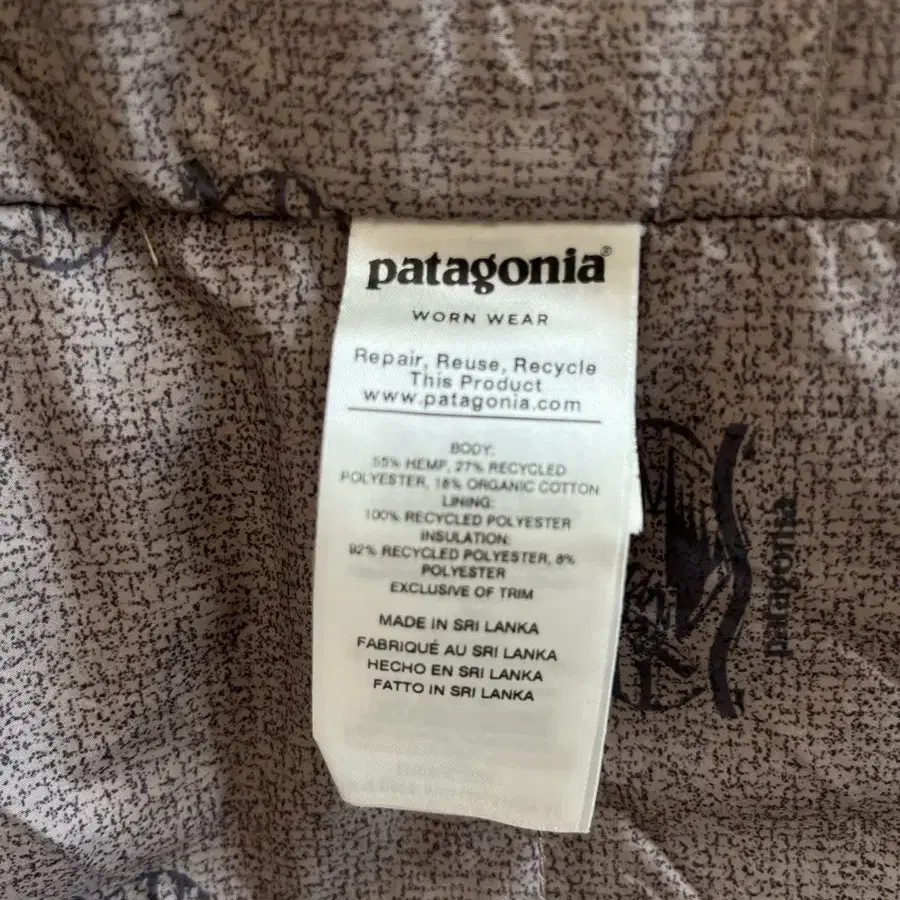 patagonia®
WORN WEAR
Repair, Reuse, Recycle
This Product
www.patagonia.com
BODY:
55% HEMP, 27% RECYCLED
POLYESTER, 18% ORGANIC COTTON
LINING:
100% RECYCLED POLYESTER
INSULATION:
92% RECYCLED POLYESTER, 8%
POLYESTER
EXCLUSIVE OF TRIM
MADE IN SRI LANKA
FABRIQUÉ AU SRI LANKA
HECHO EN SRI LANKA
FATTO IN SRI LANKA
patagonia